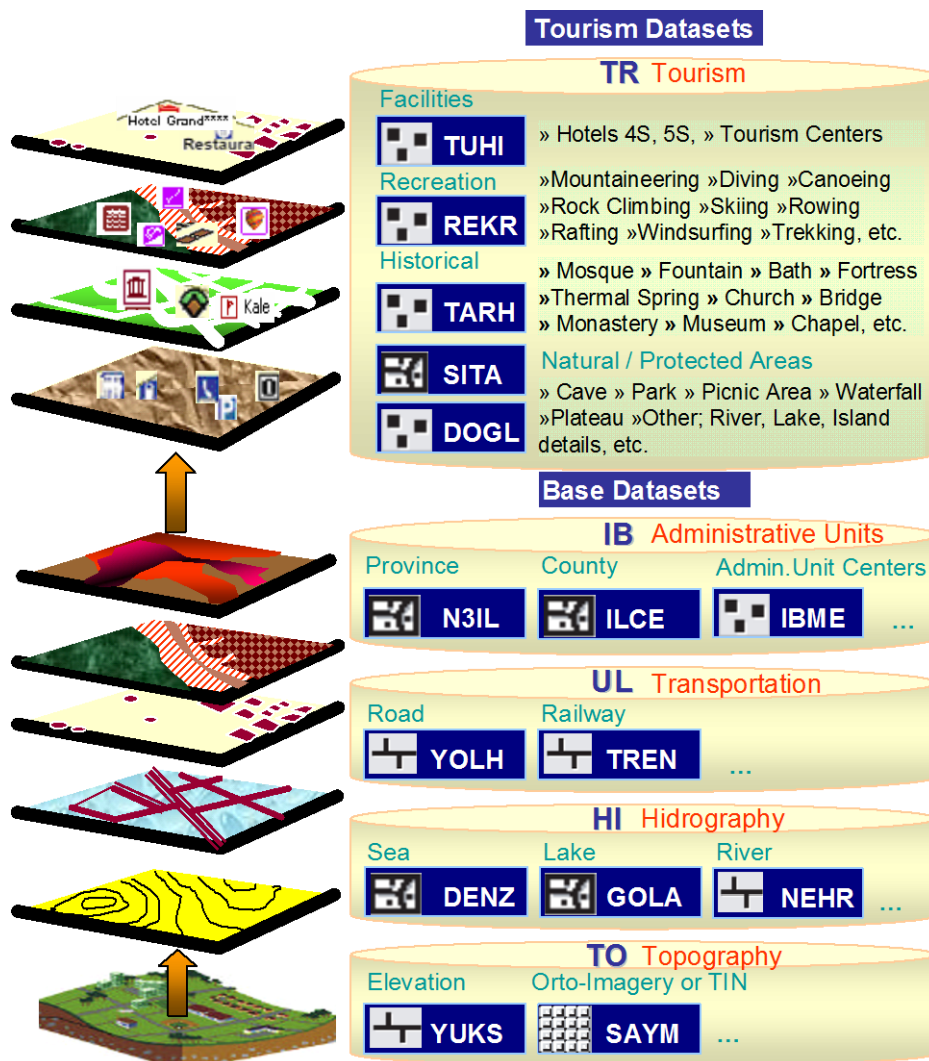 Tourism Datasets
TR Tourism
Facilities
TUHI
» Hotels 4S, 5S, » Tourism Centers
Recreation
REKR
»Mountaineering »Diving »Canoeing
»Rock Climbing »Skiing »Rowing
»Rafting »Windsurfing »Trekking, etc.
Historical
TARH
» Mosque » Fountain » Bath » Fortress
»Thermal Spring » Church » Bridge
» Monastery » Museum » Chapel, etc.
SITA
DOGL
Natural / Protected Areas
» Cave » Park » Picnic Area » Waterfall
»Plateau »Other; River, Lake, Island
details, etc.
Hotel Grand****
Restaura
Kale
P
Base Datasets
IB Administrative Units
Province County Admin.Unit Centers
N3IL ILCE IBME ...
UL Transportation
Road Railway
YOLH TREN ...
HI Hidrography
Sea Lake River
DENZ GOLA NEHR ...
TO Topography
Elevation Orto-Imagery or TIN
YUKS SAYM ...